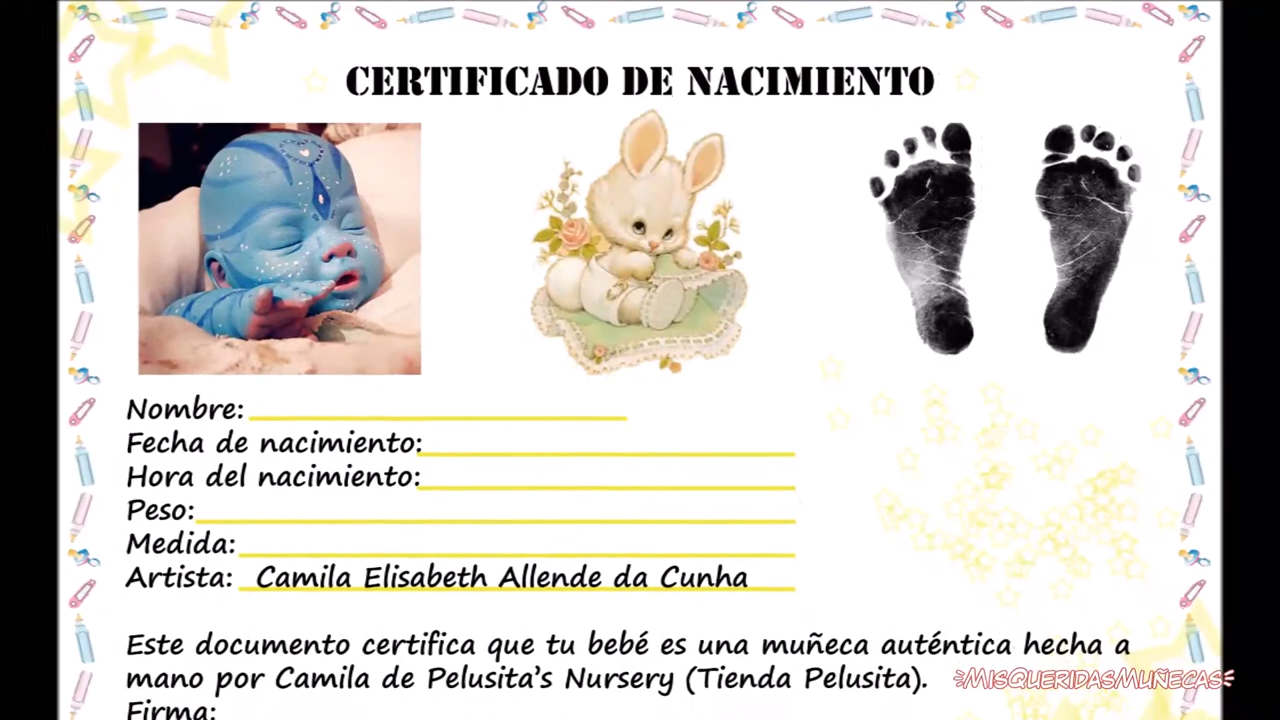 CERTIFICADO DE NACIMIENTO
Nombre:
Fecha de nacimiento:
Hora del nacimiento:
Peso:
Medida:
Artista: Camila Elisabeth Allende da Cunha
Este documento certifica que tu bebé es una muñeca auténtica hecha a
mano por Camila de Pelusita's Nursery (Tienda Pelusita).
Firma:
MISQUERIDASMUÑECAS